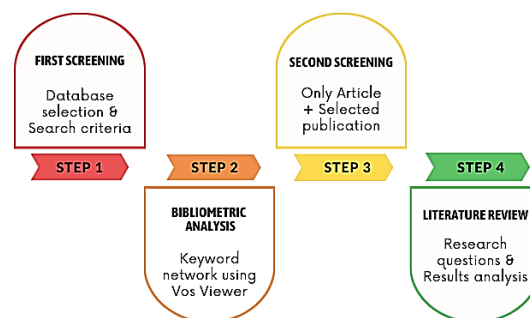 FIRST SCREENING
Database
selection &
Search criteria
STEP 1
STEP 2
BIBLIOMETRIC
ANALYSIS
Keyword
network using
Vos Viewer
SECOND SCREENING
Only Article
+ Selected
publication
STEP 3
STEP 4
LITERATURE REVIEW
Research
questions &
Results analysis